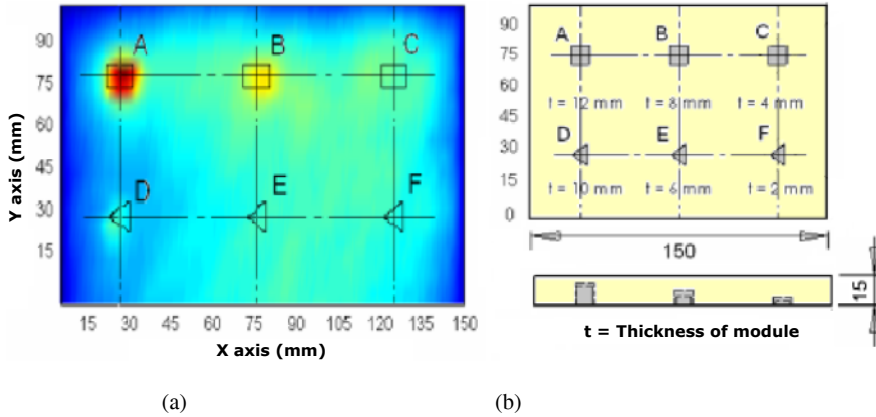 A B C
D E F
90
75
60
45
30
15
Y axis (mm)
15 30 45 60 75 90 105 120 135 150
X axis (mm)
(a)
90
75
60
45
30
15
0
A B C
t = 12 mm t = 8 mm t = 4 mm
D E F
t = 10 mm t = 6 mm t = 2 mm
150
15
t = Thickness of module
(b)